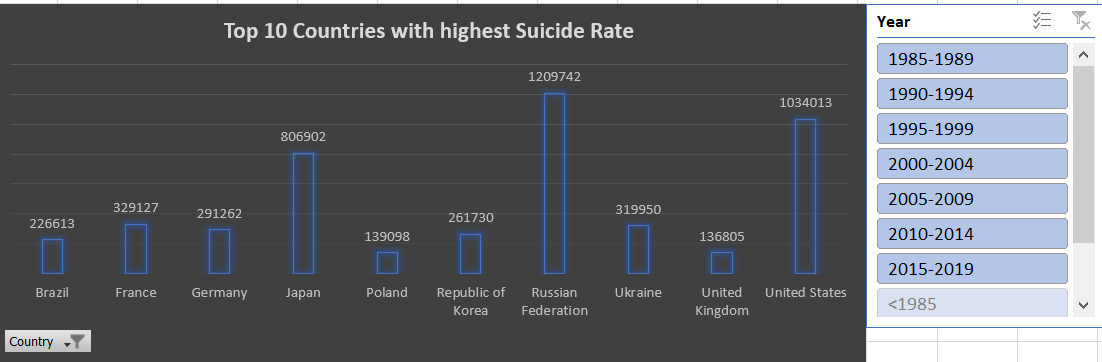 Top 10 Countries with highest Suicide Rate
1209742
1034013
806902
329127
319950
291262
261730
226613
139098
136805
Brazil
France
Germany
Japan
Poland
Republic of
Korea
Russian
Federation
Ukraine
United
Kingdom
United States
Country
Year
1985-1989
1990-1994
1995-1999
2000-2004
2005-2009
2010-2014
2015-2019
<1985